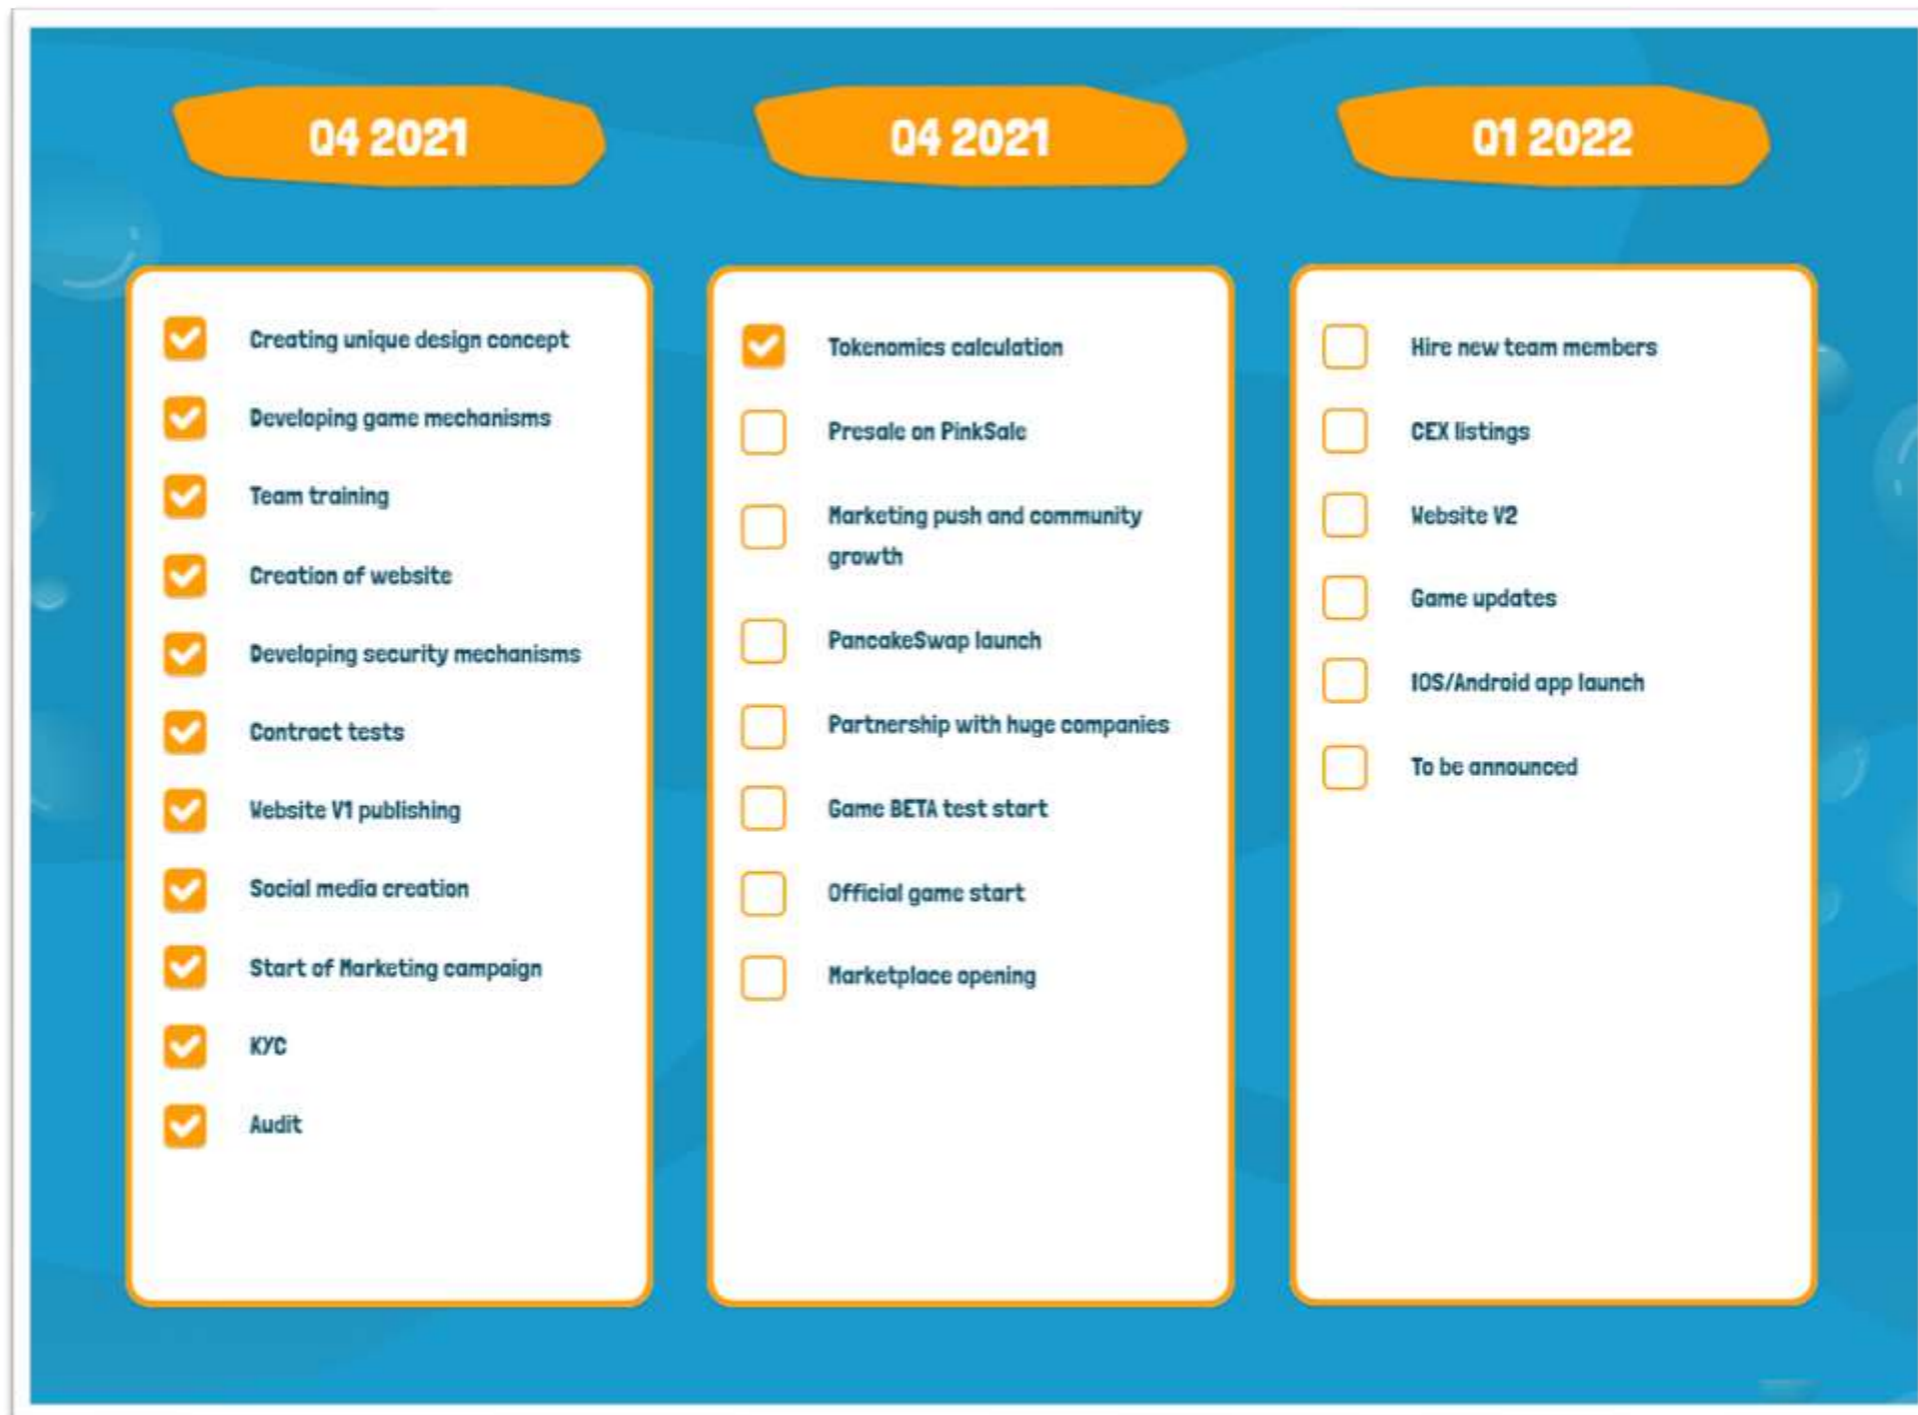 Q4 2021
Creating unique design concept
Developing game mechanisms
Team training
Creation of website
Developing security mechanisms
Contract tests
Website V1 publishing
Social media creation
Start of Marketing campaign
KYC
Audit
Q4 2021
Tokenomics calculation
Presale on PinkSale
Marketing push and community
growth
PancakeSwap launch
Partnership with huge companies
Game BETA test start
Official game start
Marketplace opening
Q1 2022
Hire new team members
CEX listings
Website V2
Game updates
IOS/Android app launch
To be announced